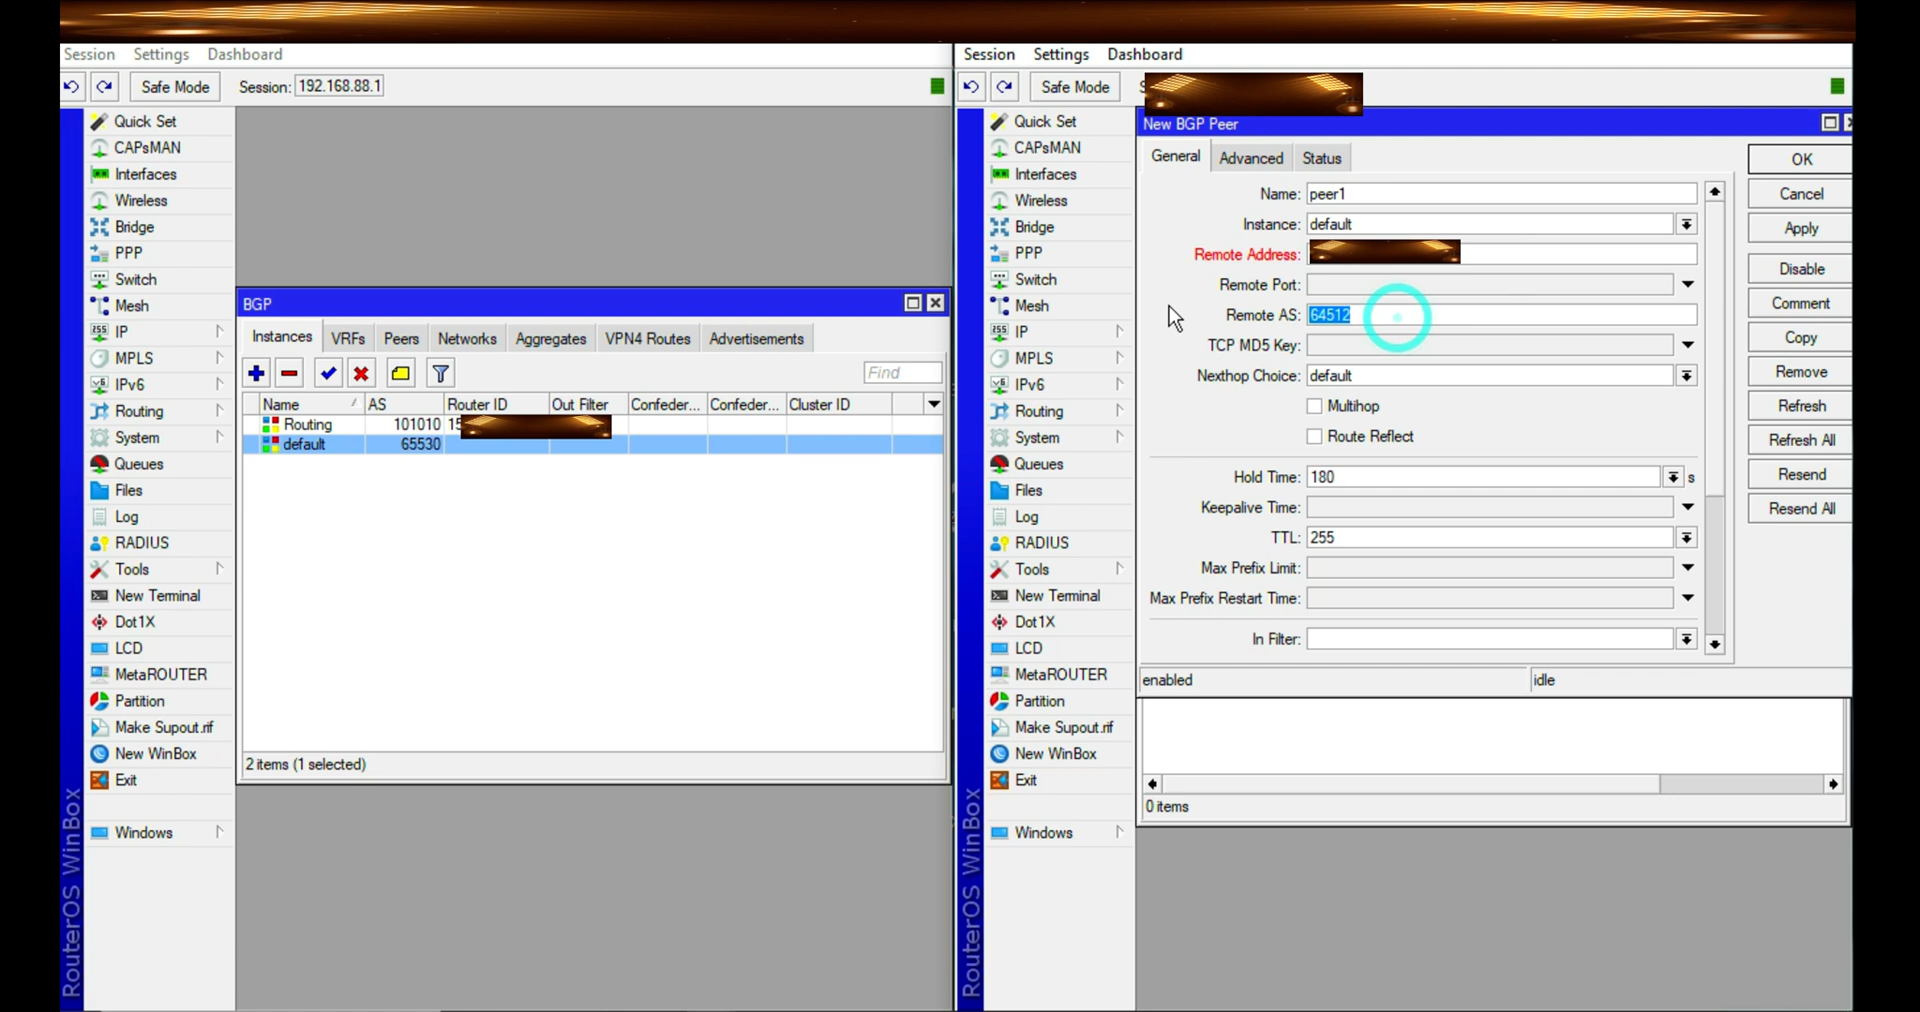 Session Settings Dashboard
Safe Mode Session: 192.168.88.1
Quick Set
CAPsMAN
Interfaces
Wireless
Bridge
PPP
Switch
Mesh
IP
MPLS
IPv6
Routing
System
Queues
Files
Log
RADIUS
Tools
New Terminal
Dot1X
LCD
MetaROUTER
Partition
Make Supout.rif
New WinBox
Exit
Windows
RouterOS WinBox
BGP
Instances VRFs Peers Networks Aggregates VPN4 Routes Advertisements
Find
Name AS Router ID Out Filter Confeder... Confeder... Cluster ID
Routing 101010 15
default 65530
2 items (1 selected)
Session Settings Dashboard
Safe Mode
Quick Set
CAPsMAN
Interfaces
Wireless
Bridge
PPP
Switch
Mesh
IP
MPLS
IPv6
Routing
System
Queues
Files
Log
RADIUS
Tools
New Terminal
Dot1X
LCD
MetaROUTER
Partition
Make Supout.rif
New WinBox
Exit
Windows
RouterOS WinBox
New BGP Peer
General Advanced Status
Name: peer1
Instance: default
Remote Address:
Remote Port:
Remote AS: 64512
TCP MD5 Key:
Nexthop Choice: default
Multihop
Route Reflect
Hold Time: 180 s
Keepalive Time:
TTL: 255
Max Prefix Limit:
Max Prefix Restart Time:
In Filter:
OK
Cancel
Apply
Disable
Comment
Copy
Remove
Refresh
Refresh All
Resend
Resend All
enabled idle
0 items